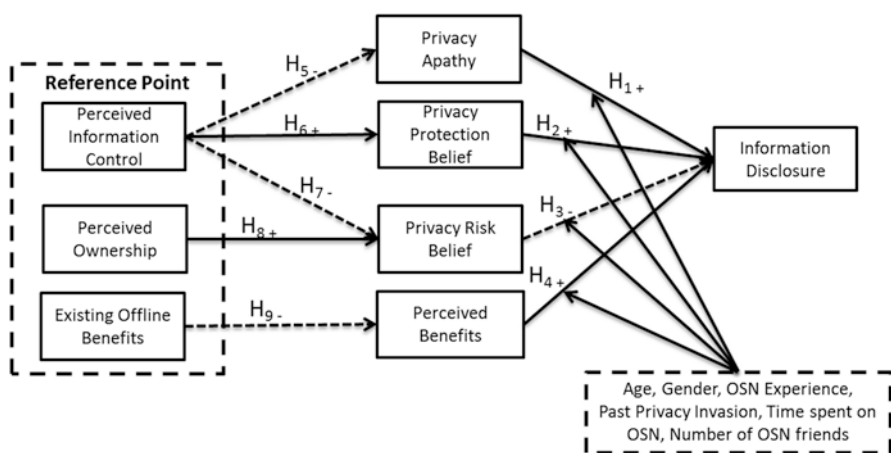 Reference Point
Perceived
Information
Control
Perceived
Ownership
Existing Offline
Benefits
H5 -
H6 +
H7 -
H8 +
H9 -
Privacy
Apathy
Privacy
Protection
Belief
Privacy Risk
Belief
Perceived
Benefits
H1 +
H2 +
H3 -
H4 +
Information
Disclosure
Age, Gender, OSN Experience,
Past Privacy Invasion, Time spent on
OSN, Number of OSN friends